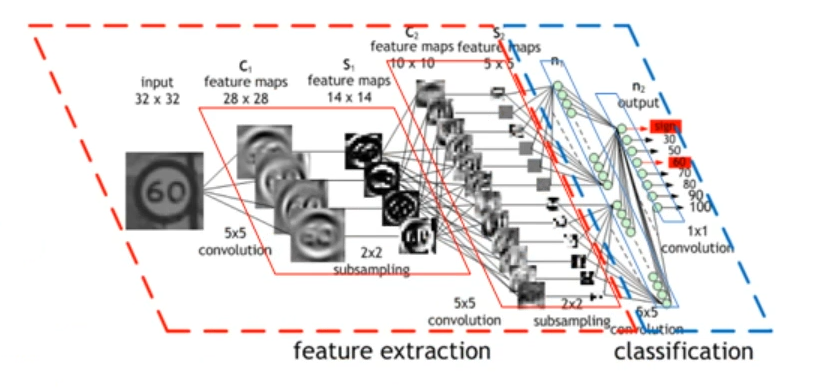 input
32 x 32
C1
feature maps
28 x 28
S1
feature maps
14 x 14
C2
feature maps
10 x 10
S2
feature maps
5 x 5
n1
n2
output
60
sign
30
50
60
70
80
90
100
5x5
convolution
2x2
subsampling
5x5
convolution
2x2
subsampling
convolution
1x1
convolution
feature extraction
classification